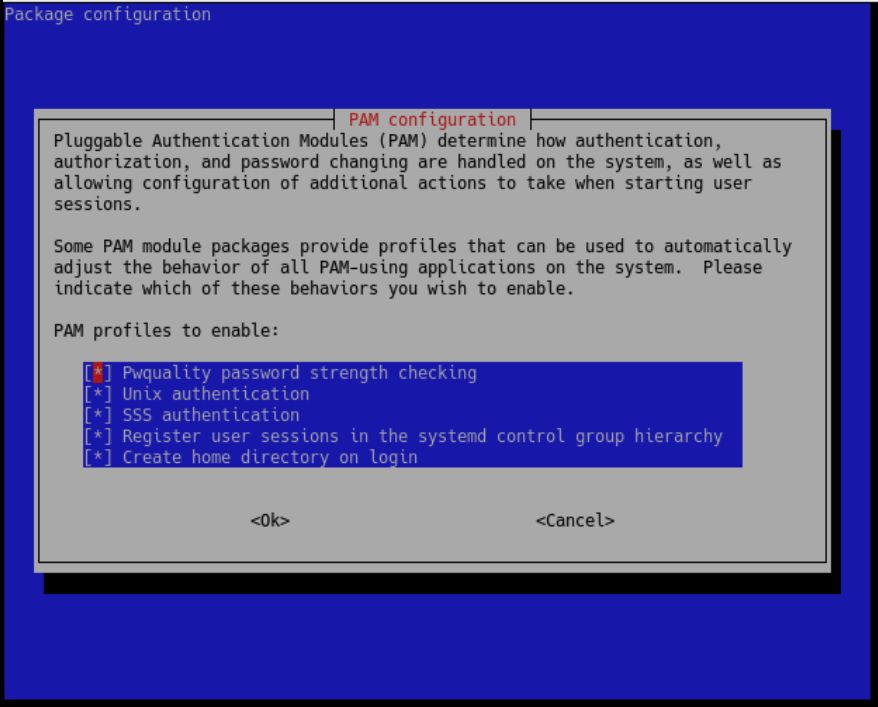 Package configuration
PAM configuration
Pluggable Authentication Modules (PAM) determine how authentication,
authorization, and password changing are handled on the system, as well as
allowing configuration of additional actions to take when starting user
sessions.
Some PAM module packages provide profiles that can be used to automatically
adjust the behavior of all PAM-using applications on the system.  Please
indicate which of these behaviors you wish to enable.
PAM profiles to enable:
[*] Pwquality password strength checking
[*] Unix authentication
[*] SSS authentication
[*] Register user sessions in the systemd control group hierarchy
[*] Create home directory on login
<Ok> <Cancel>